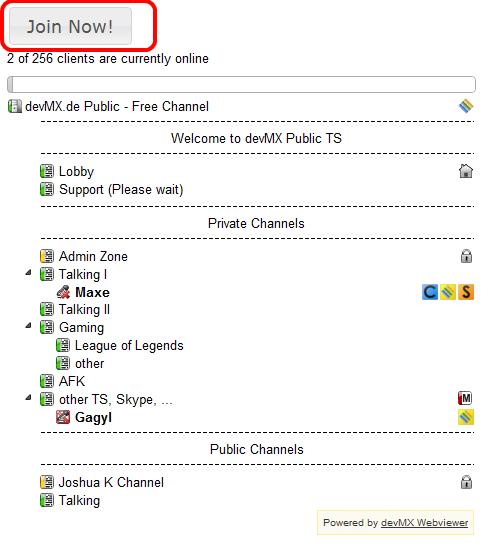 Join Now!
2 of 256 clients are currently online
devMX.de Public - Free Channel
Welcome to devMX Public TS
Lobby
Support (Please wait)
Private Channels
Admin Zone
Talking I
Maxe C S
Talking II
Gaming
League of Legends
other
AFK
other TS, Skype, ... M
Gagyl
Public Channels
Joshua K Channel
Talking
Powered by devMX Webviewer